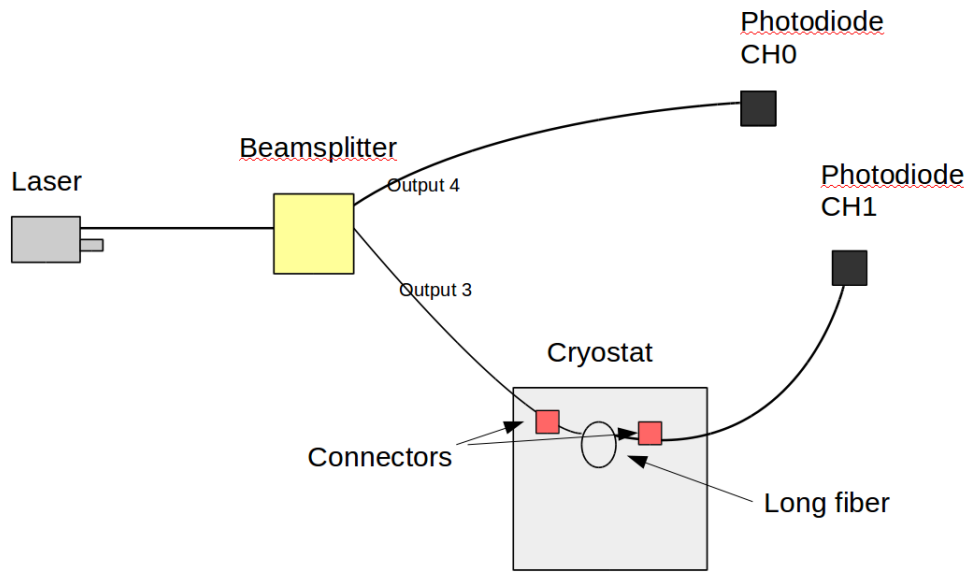 Photodiode
CH0
Beamsplitter
Laser
Output 4
Photodiode
CH1
Output 3
Cryostat
Connectors
Long fiber